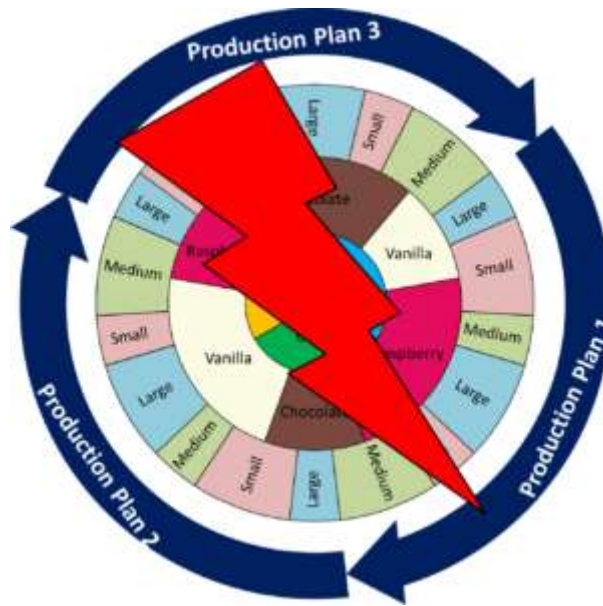 Production Plan 3
Production Plan 1
Production Plan 2
Large
Small
Medium
Large
Small
Medium
Large
Medium
Large
Small
Medium
Large
Small
Medium
Large
Vanilla
Chocolate
Vanilla